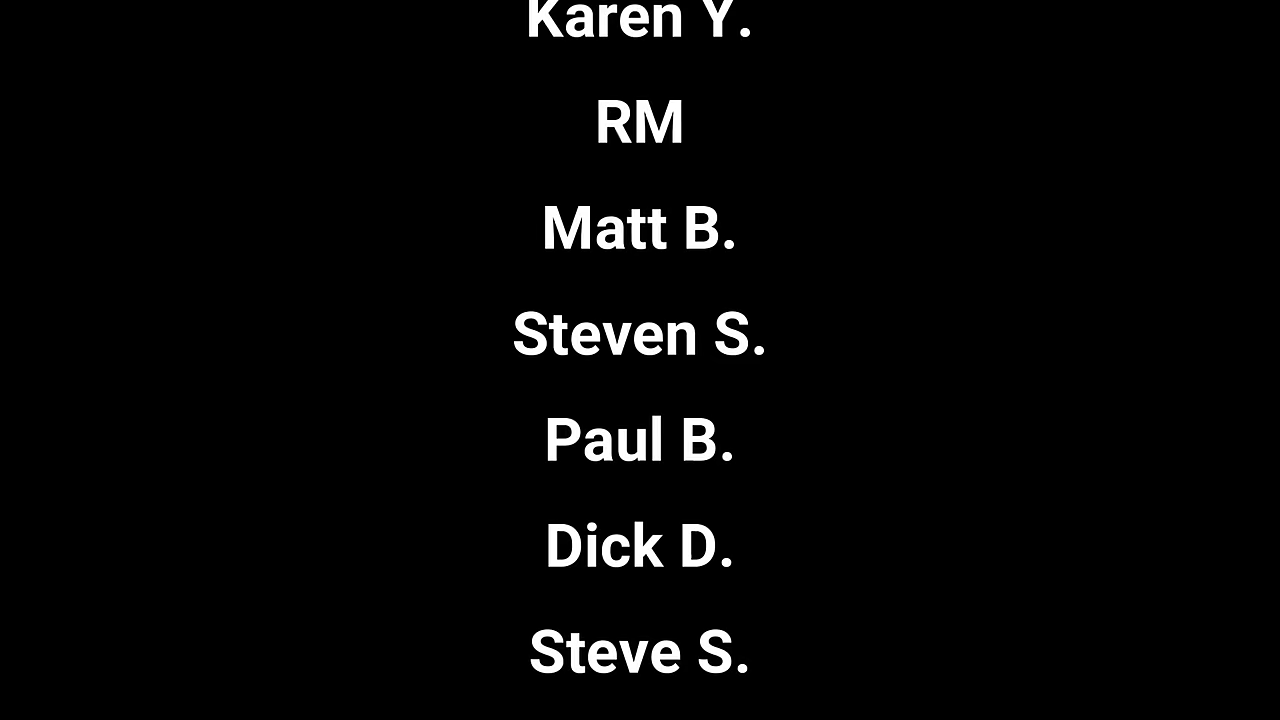 Karen Y.
RM
Matt B.
Steven S.
Paul B.
Dick D.
Steve S.